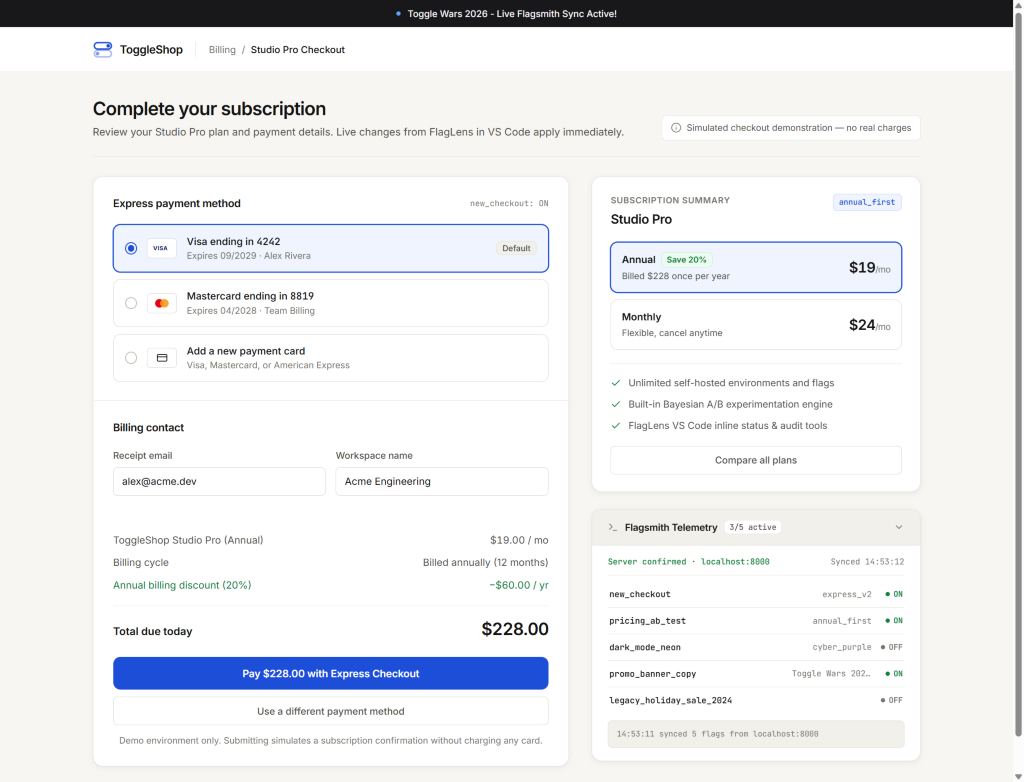 Toggle Wars 2026 - Live Flagsmith Sync Active!
ToggleShop
Billing / Studio Pro Checkout
Complete your subscription
Review your Studio Pro plan and payment details. Live changes from FlagLens in VS Code apply immediately.
Simulated checkout demonstration — no real charges
Express payment method
new_checkout: ON
VISA
Visa ending in 4242
Expires 09/2029 · Alex Rivera
Default
Mastercard ending in 8819
Expires 04/2028 · Team Billing
Add a new payment card
Visa, Mastercard, or American Express
Billing contact
Receipt email
Workspace name
alex@acme.dev
Acme Engineering
ToggleShop Studio Pro (Annual)
$19.00 / mo
Billing cycle
Billed annually (12 months)
Annual billing discount (20%)
−$60.00 / yr
Total due today
$228.00
Pay $228.00 with Express Checkout
Use a different payment method
Demo environment only. Submitting simulates a subscription confirmation without charging any card.
SUBSCRIPTION SUMMARY
annual_first
Studio Pro
Annual
Save 20%
Billed $228 once per year
$19/mo
Monthly
Flexible, cancel anytime
$24/mo
Unlimited self-hosted environments and flags
Built-in Bayesian A/B experimentation engine
FlagLens VS Code inline status & audit tools
Compare all plans
Flagsmith Telemetry
3/5 active
Server confirmed · localhost:8000
Synced 14:53:12
new_checkout
express_v2
ON
pricing_ab_test
annual_first
ON
dark_mode_neon
cyber_purple
OFF
promo_banner_copy
Toggle Wars 202…
ON
legacy_holiday_sale_2024
OFF
14:53:11 synced 5 flags from localhost:8000